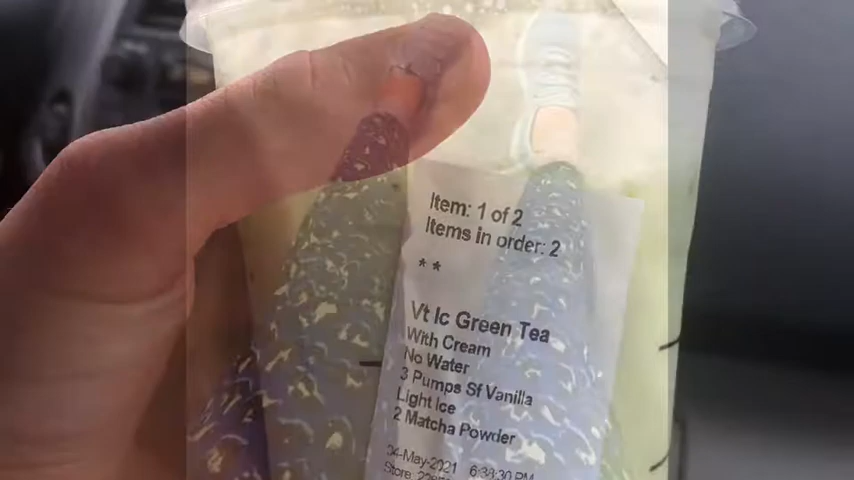 Item: 1 of 2
Items in order: 2
* *
Vt Ic Green Tea
With Cream
No Water
3 Pumps Sf Vanilla
Light Ice
2 Matcha Powder
04-May-2021 6:38:30 PM
Store